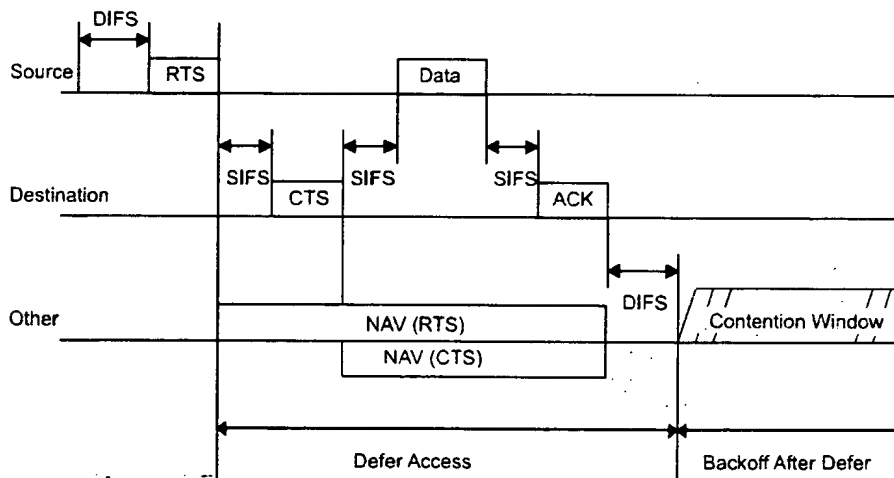 DIFS
Source
RTS
Data
SIFS
SIFS
SIFS
Destination
CTS
ACK
DIFS
Other
NAV (RTS)
Contention Window
NAV (CTS)
Defer Access
Backoff After Defer